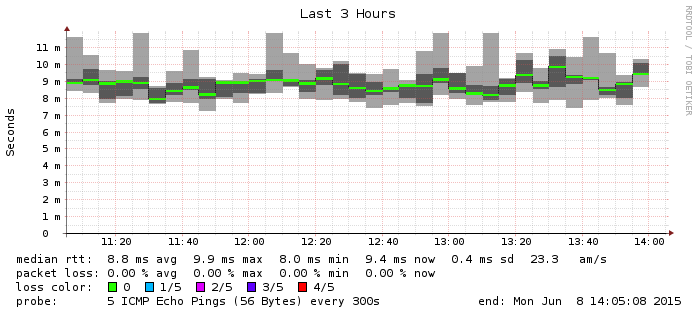 Last 3 Hours
RRDTOOL / TOBI OETIKER
Seconds
11 m
10 m
9 m
8 m
7 m
6 m
5 m
4 m
3 m
2 m
1 m
0
11:20 11:40 12:00 12:20 12:40 13:00 13:20 13:40 14:00
median rtt: 8.8 ms avg 9.9 ms max 8.0 ms min 9.4 ms now 0.4 ms sd 23.3 am/s
packet loss: 0.00 % avg 0.00 % max 0.00 % min 0.00 % now
loss color: 0 1/5 2/5 3/5 4/5
probe: 5 ICMP Echo Pings (56 Bytes) every 300s end: Mon Jun 8 14:05:08 2015